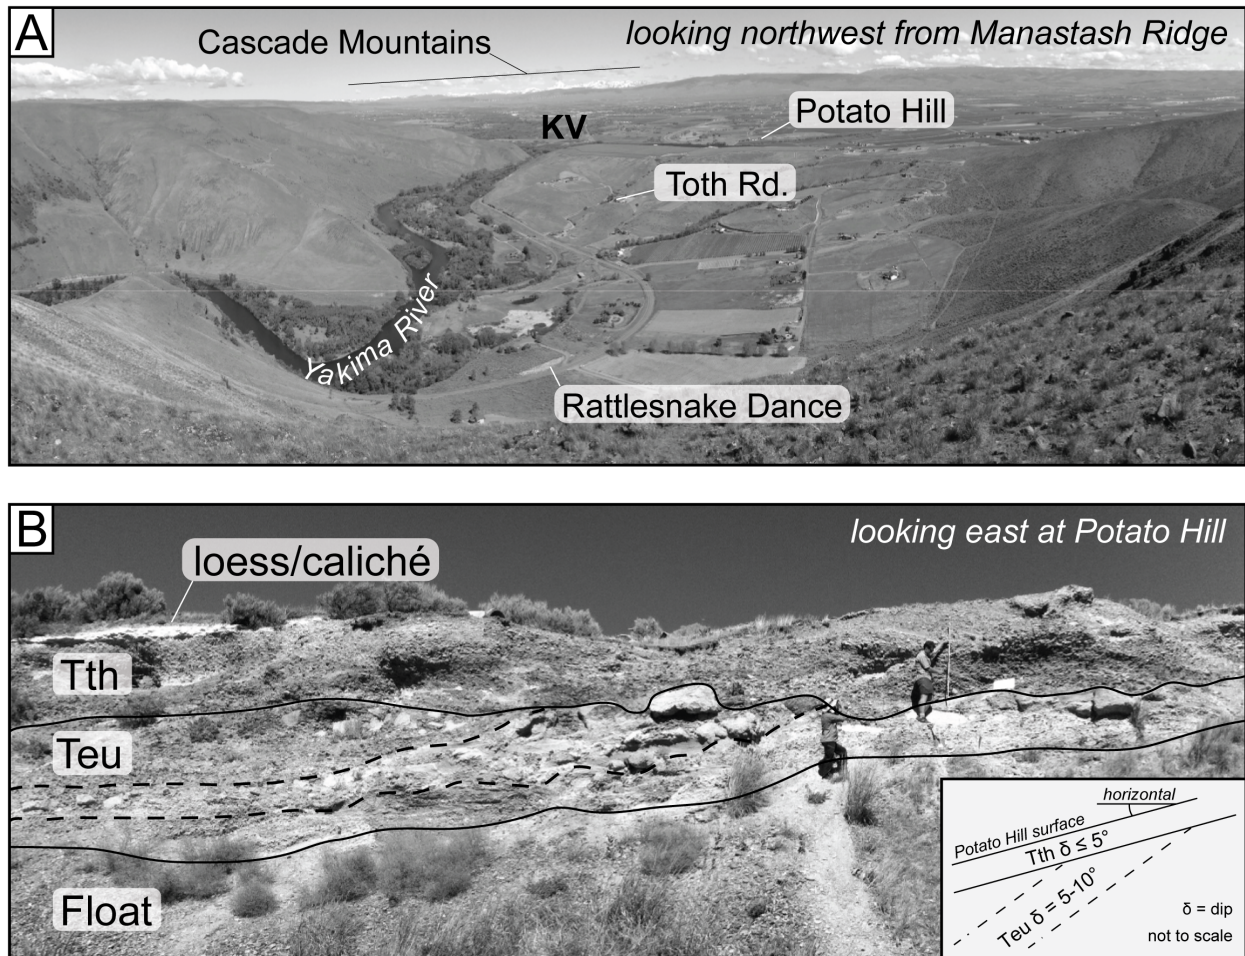 A
looking northwest from Manastash Ridge
Cascade Mountains
Potato Hill
KV
Toth Rd.
Yakima River
Rattlesnake Dance
B
looking east at Potato Hill
loess/caliché
Tth
Teu
Float
horizontal
Potato Hill surface
Tth δ ≤ 5°
Teu δ = 5-10°
δ = dip
not to scale